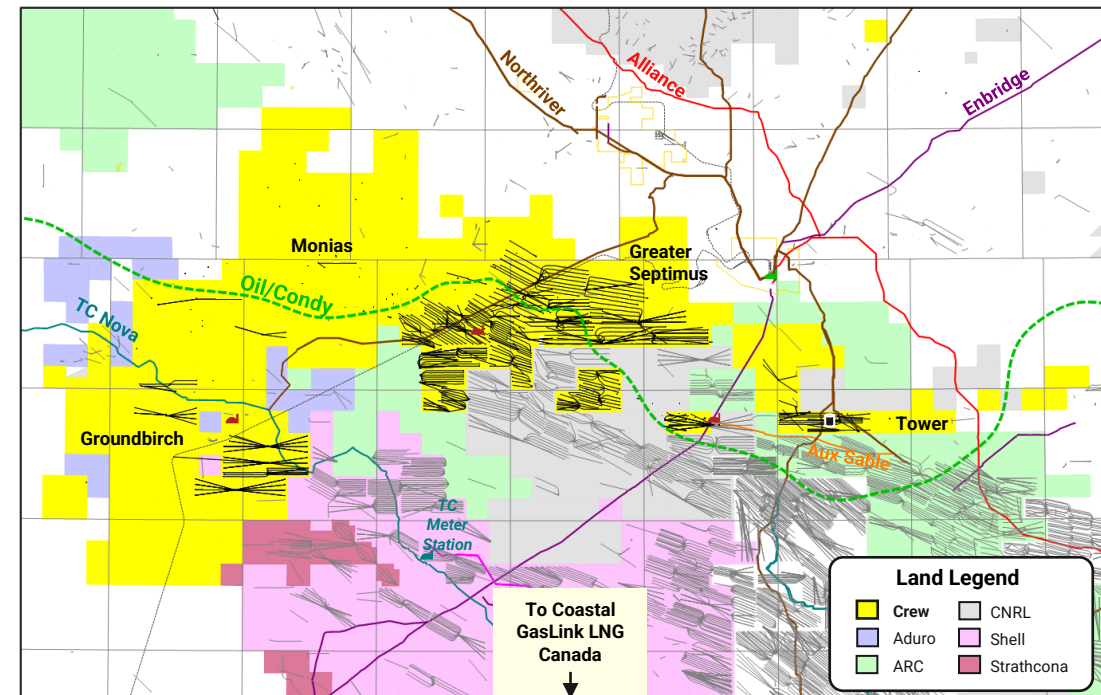 Northriver
Alliance
Enbridge
Monias
Greater
Septimus
Oil/Condy
TC Nova
Groundbirch
Tower
Aux Sable
TC
Meter
Station
To Coastal
GasLink LNG
Canada
Land Legend
Crew
CNRL
Aduro
Shell
ARC
Strathcona